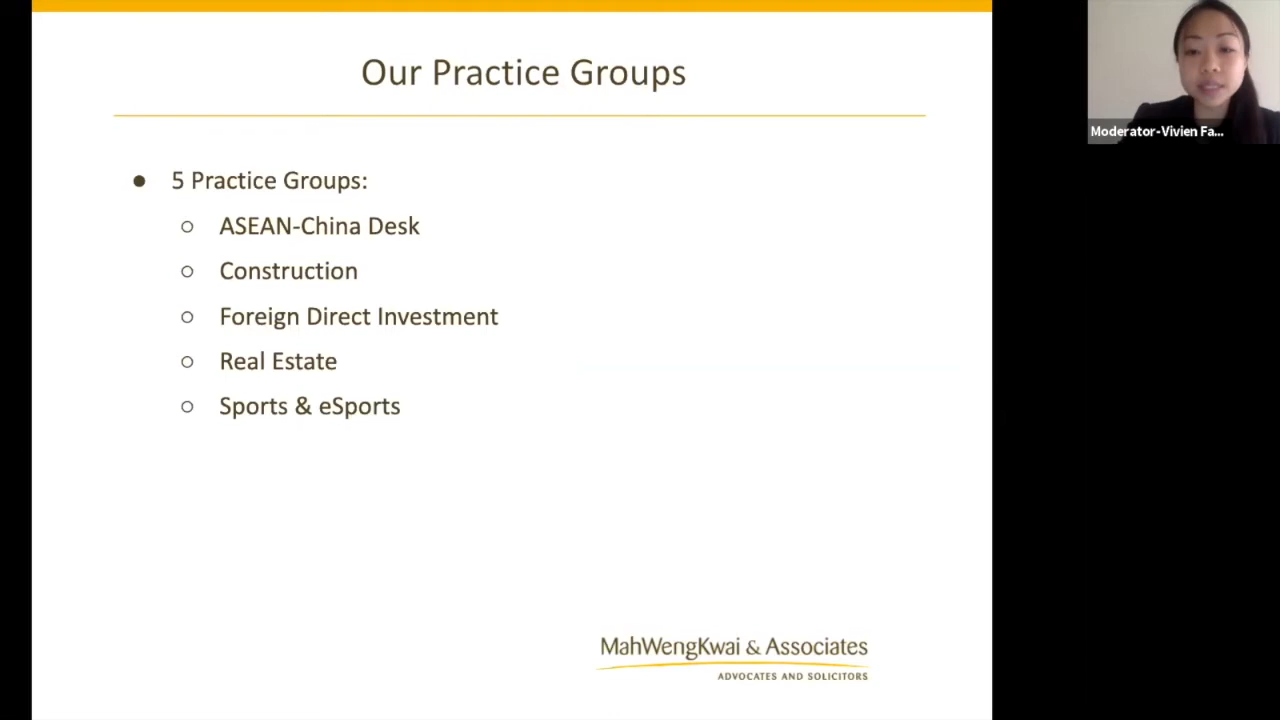 Our Practice Groups
● 5 Practice Groups:
○ ASEAN-China Desk
○ Construction
○ Foreign Direct Investment
○ Real Estate
○ Sports & eSports
MahWengKwai & Associates
ADVOCATES AND SOLICITORS
Moderator-Vivien Fa...